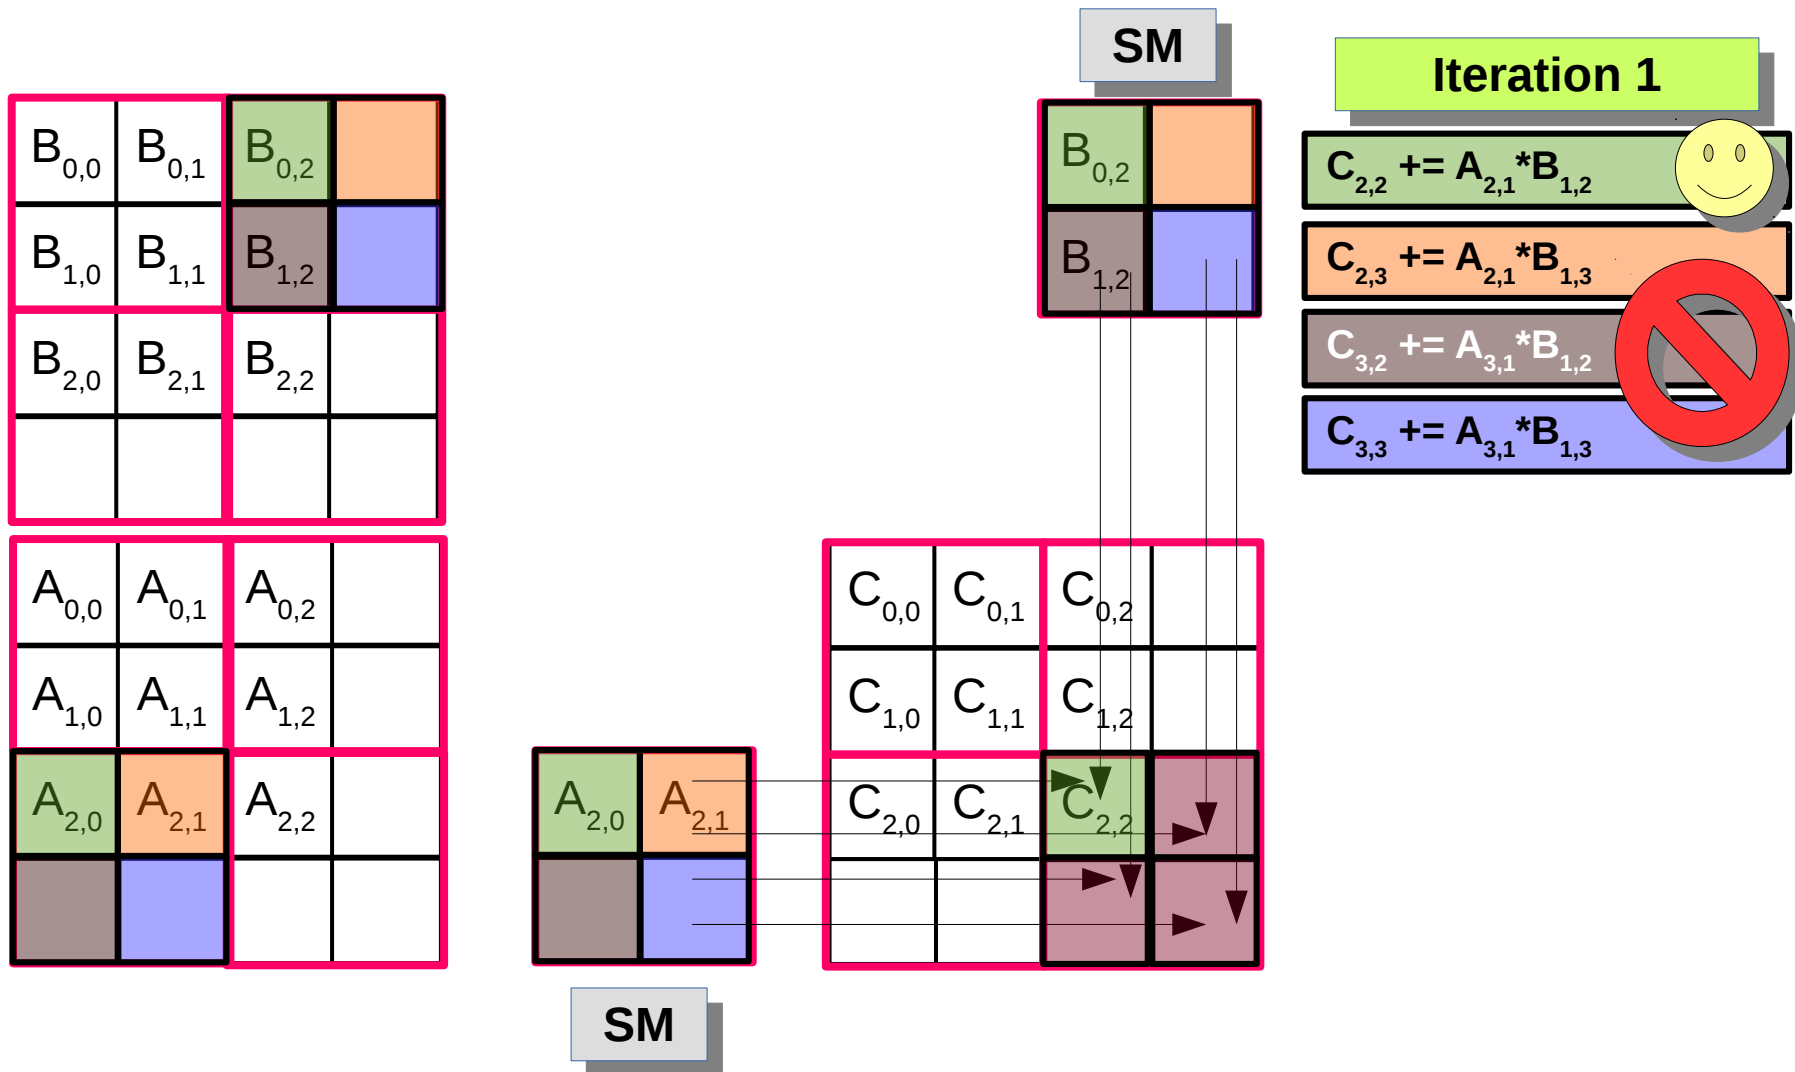 SM
Iteration 1
B0,0 B0,1 B0,2
B1,0 B1,1 B1,2
B2,0 B2,1 B2,2
B0,2
B1,2
C2,2 += A2,1*B1,2
C2,3 += A2,1*B1,3
C3,2 += A3,1*B1,2
C3,3 += A3,1*B1,3
A0,0 A0,1 A0,2
A1,0 A1,1 A1,2
A2,0 A2,1 A2,2
A2,0 A2,1
C0,0 C0,1 C0,2
C1,0 C1,1 C1,2
C2,0 C2,1 C2,2
SM